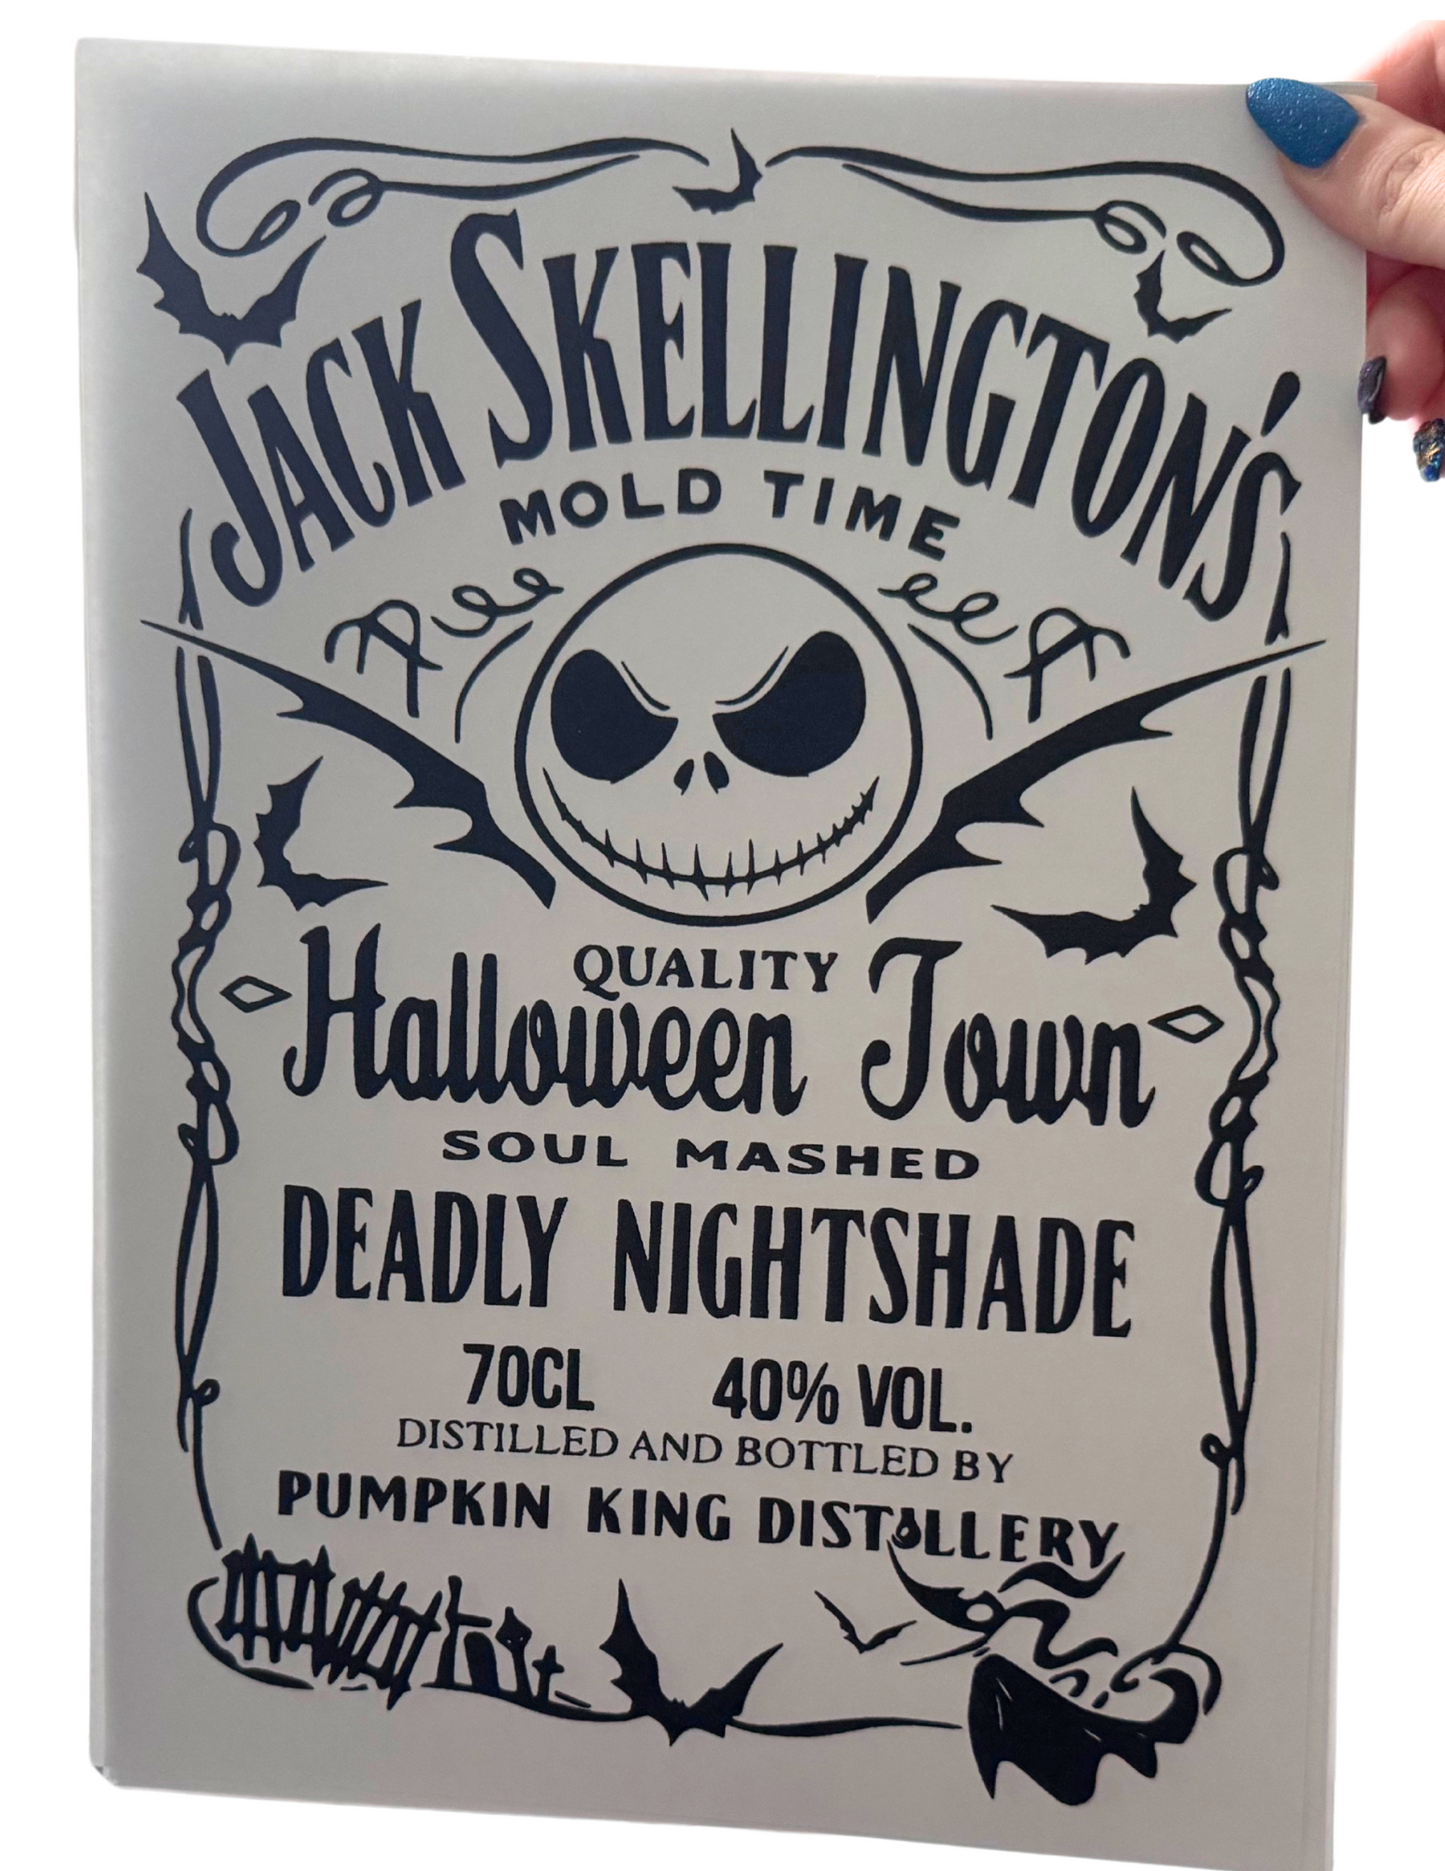 JACK SKELLINGTON'S
MOLD TIME
QUALITY
Halloween Town
SOUL MASHED
DEADLY NIGHTSHADE
70CL 40% VOL.
DISTILLED AND BOTTLED BY
PUMPKIN KING DISTILLERY